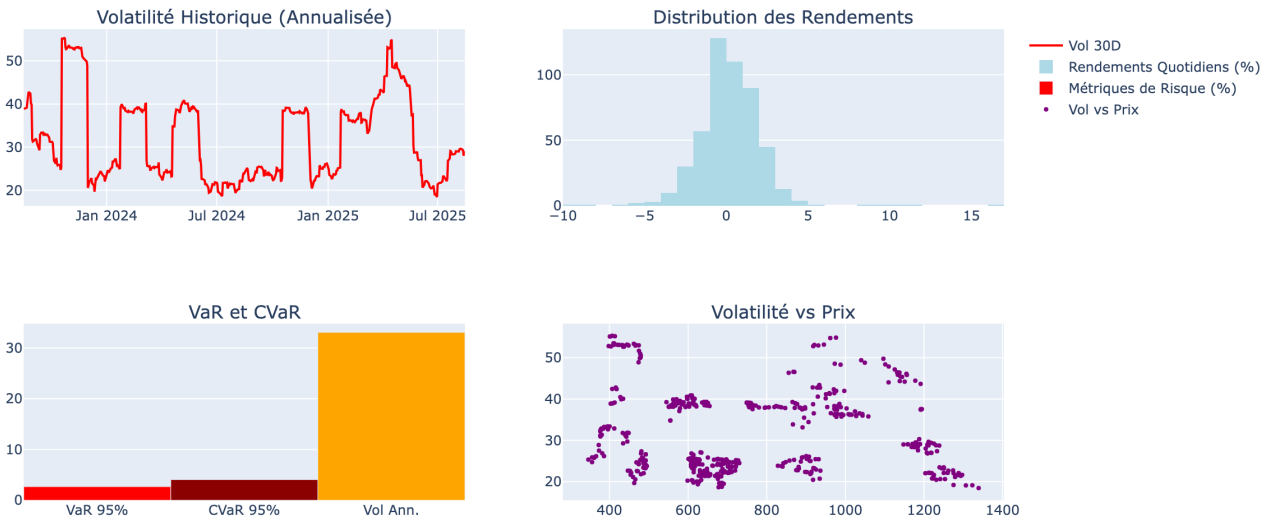 Volatilité Historique (Annualisée)
50
40
30
20
Jan 2024
Jul 2024
Jan 2025
Jul 2025
Distribution des Rendements
100
50
0
−10
−5
0
5
10
15
Vol 30D
Rendements Quotidiens (%)
Métriques de Risque (%)
Vol vs Prix
VaR et CVaR
30
20
10
0
VaR 95%
CVaR 95%
Vol Ann.
Volatilité vs Prix
50
40
30
20
400
600
800
1000
1200
1400